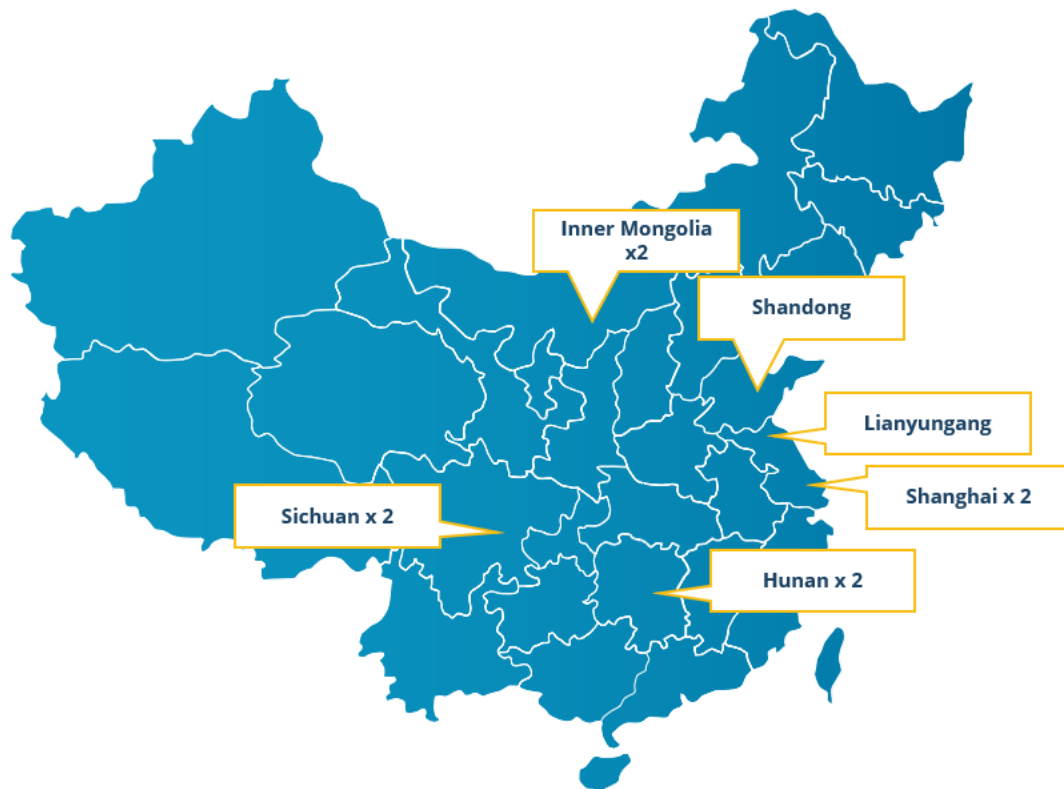 Inner Mongolia
x2
Shandong
Lianyungang
Shanghai x 2
Sichuan x 2
Hunan x 2